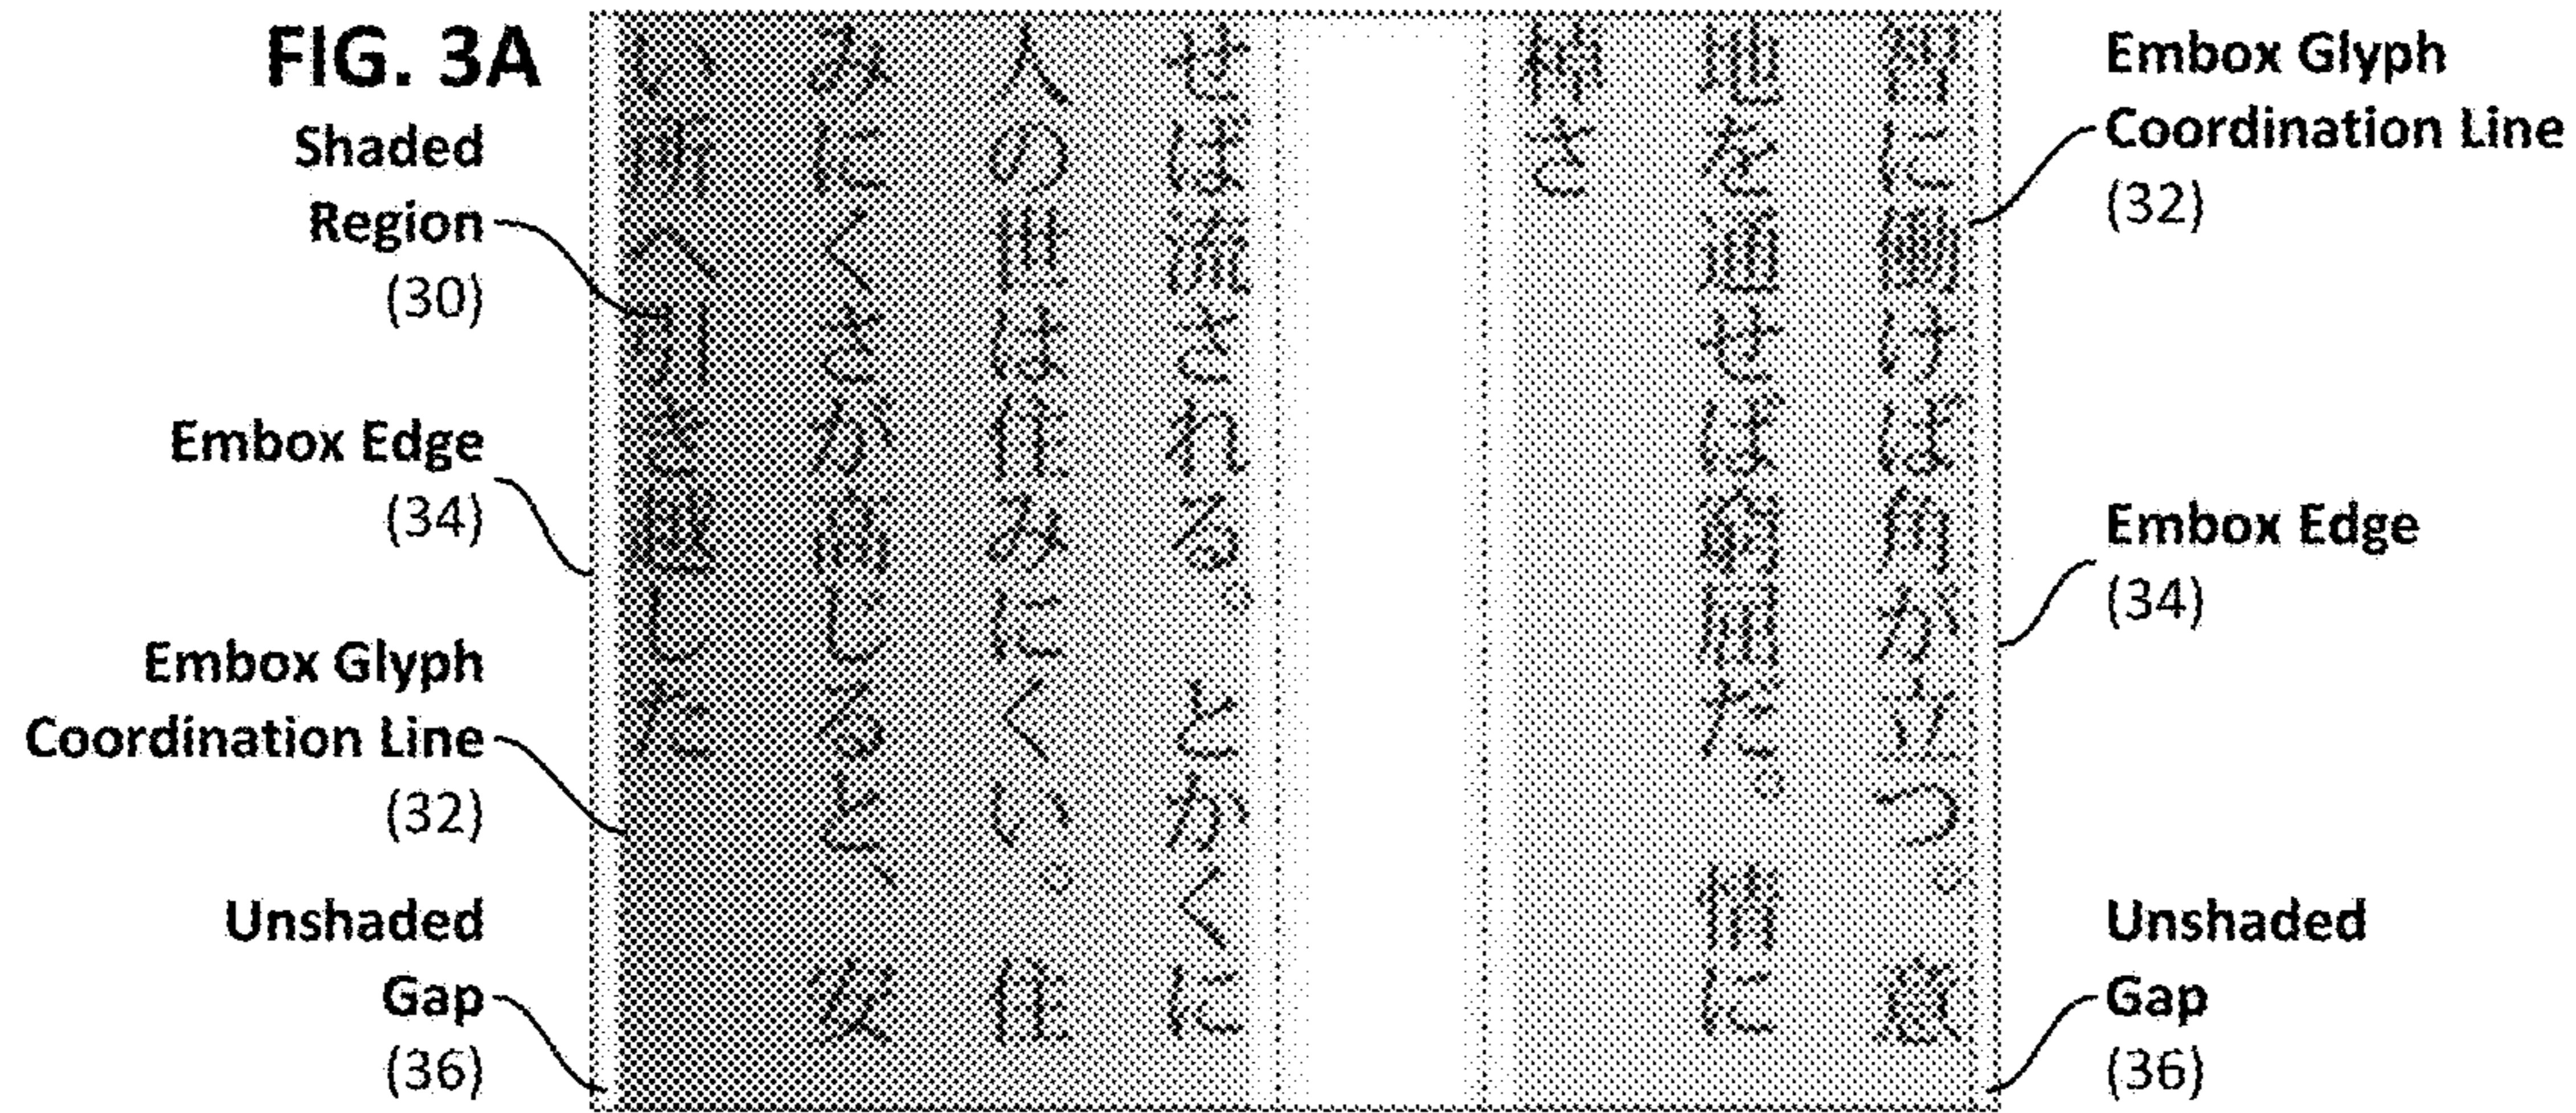 FIG. 3A
Shaded
Region
(30)
Embox Edge
(34)
Embox Glyph
Coordination Line
(32)
Unshaded
Gap
(36)
智に働けば角が立つ。意
地を通せば窮屈だ。情に
棹さ
せば流される。とかくに
人の世は住みにくい。住
みにくさが高じると、安
い所へ引き越した
Embox Glyph
Coordination Line
(32)
Embox Edge
(34)
Unshaded
Gap
(36)